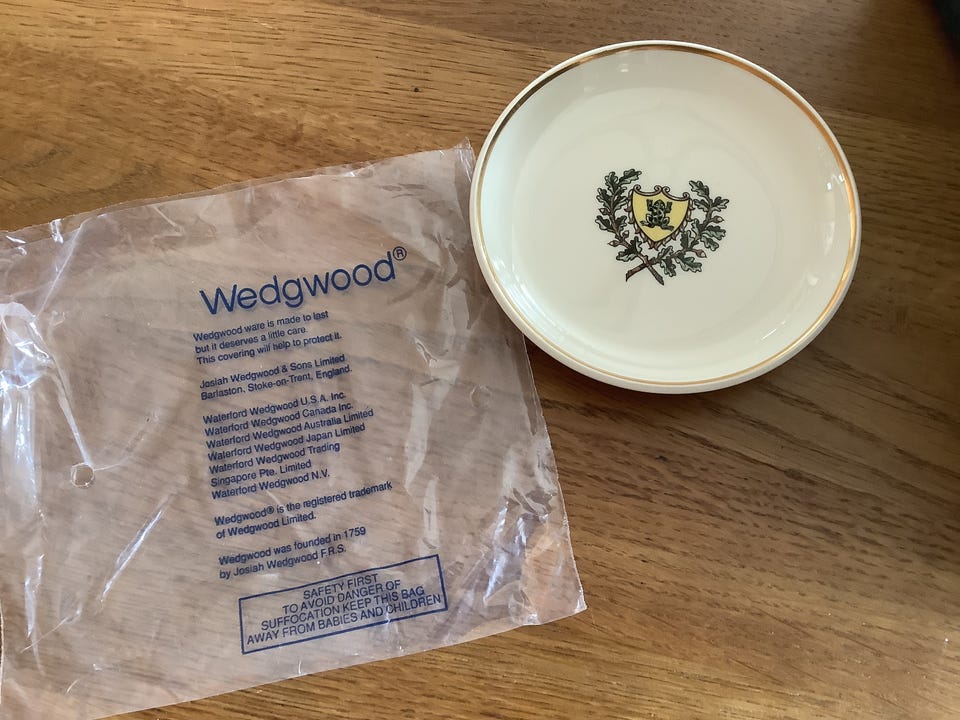 Wedgwood®
Wedgwood ware is made to last
but it deserves a little care.
This covering will help to protect it.
Josiah Wedgwood & Sons Limited
Barlaston, Stoke-on-Trent, England.
Waterford Wedgwood U.S.A. Inc.
Waterford Wedgwood Canada Inc.
Waterford Wedgwood Australia Limited
Waterford Wedgwood Japan Limited
Waterford Wedgwood Trading
Singapore Pte. Limited
Waterford Wedgwood N.V.
Wedgwood® is the registered trademark
of Wedgwood Limited.
Wedgwood was founded in 1759
by Josiah Wedgwood F.R.S.
SAFETY FIRST
TO AVOID DANGER OF
SUFFOCATION KEEP THIS BAG
AWAY FROM BABIES AND CHILDREN